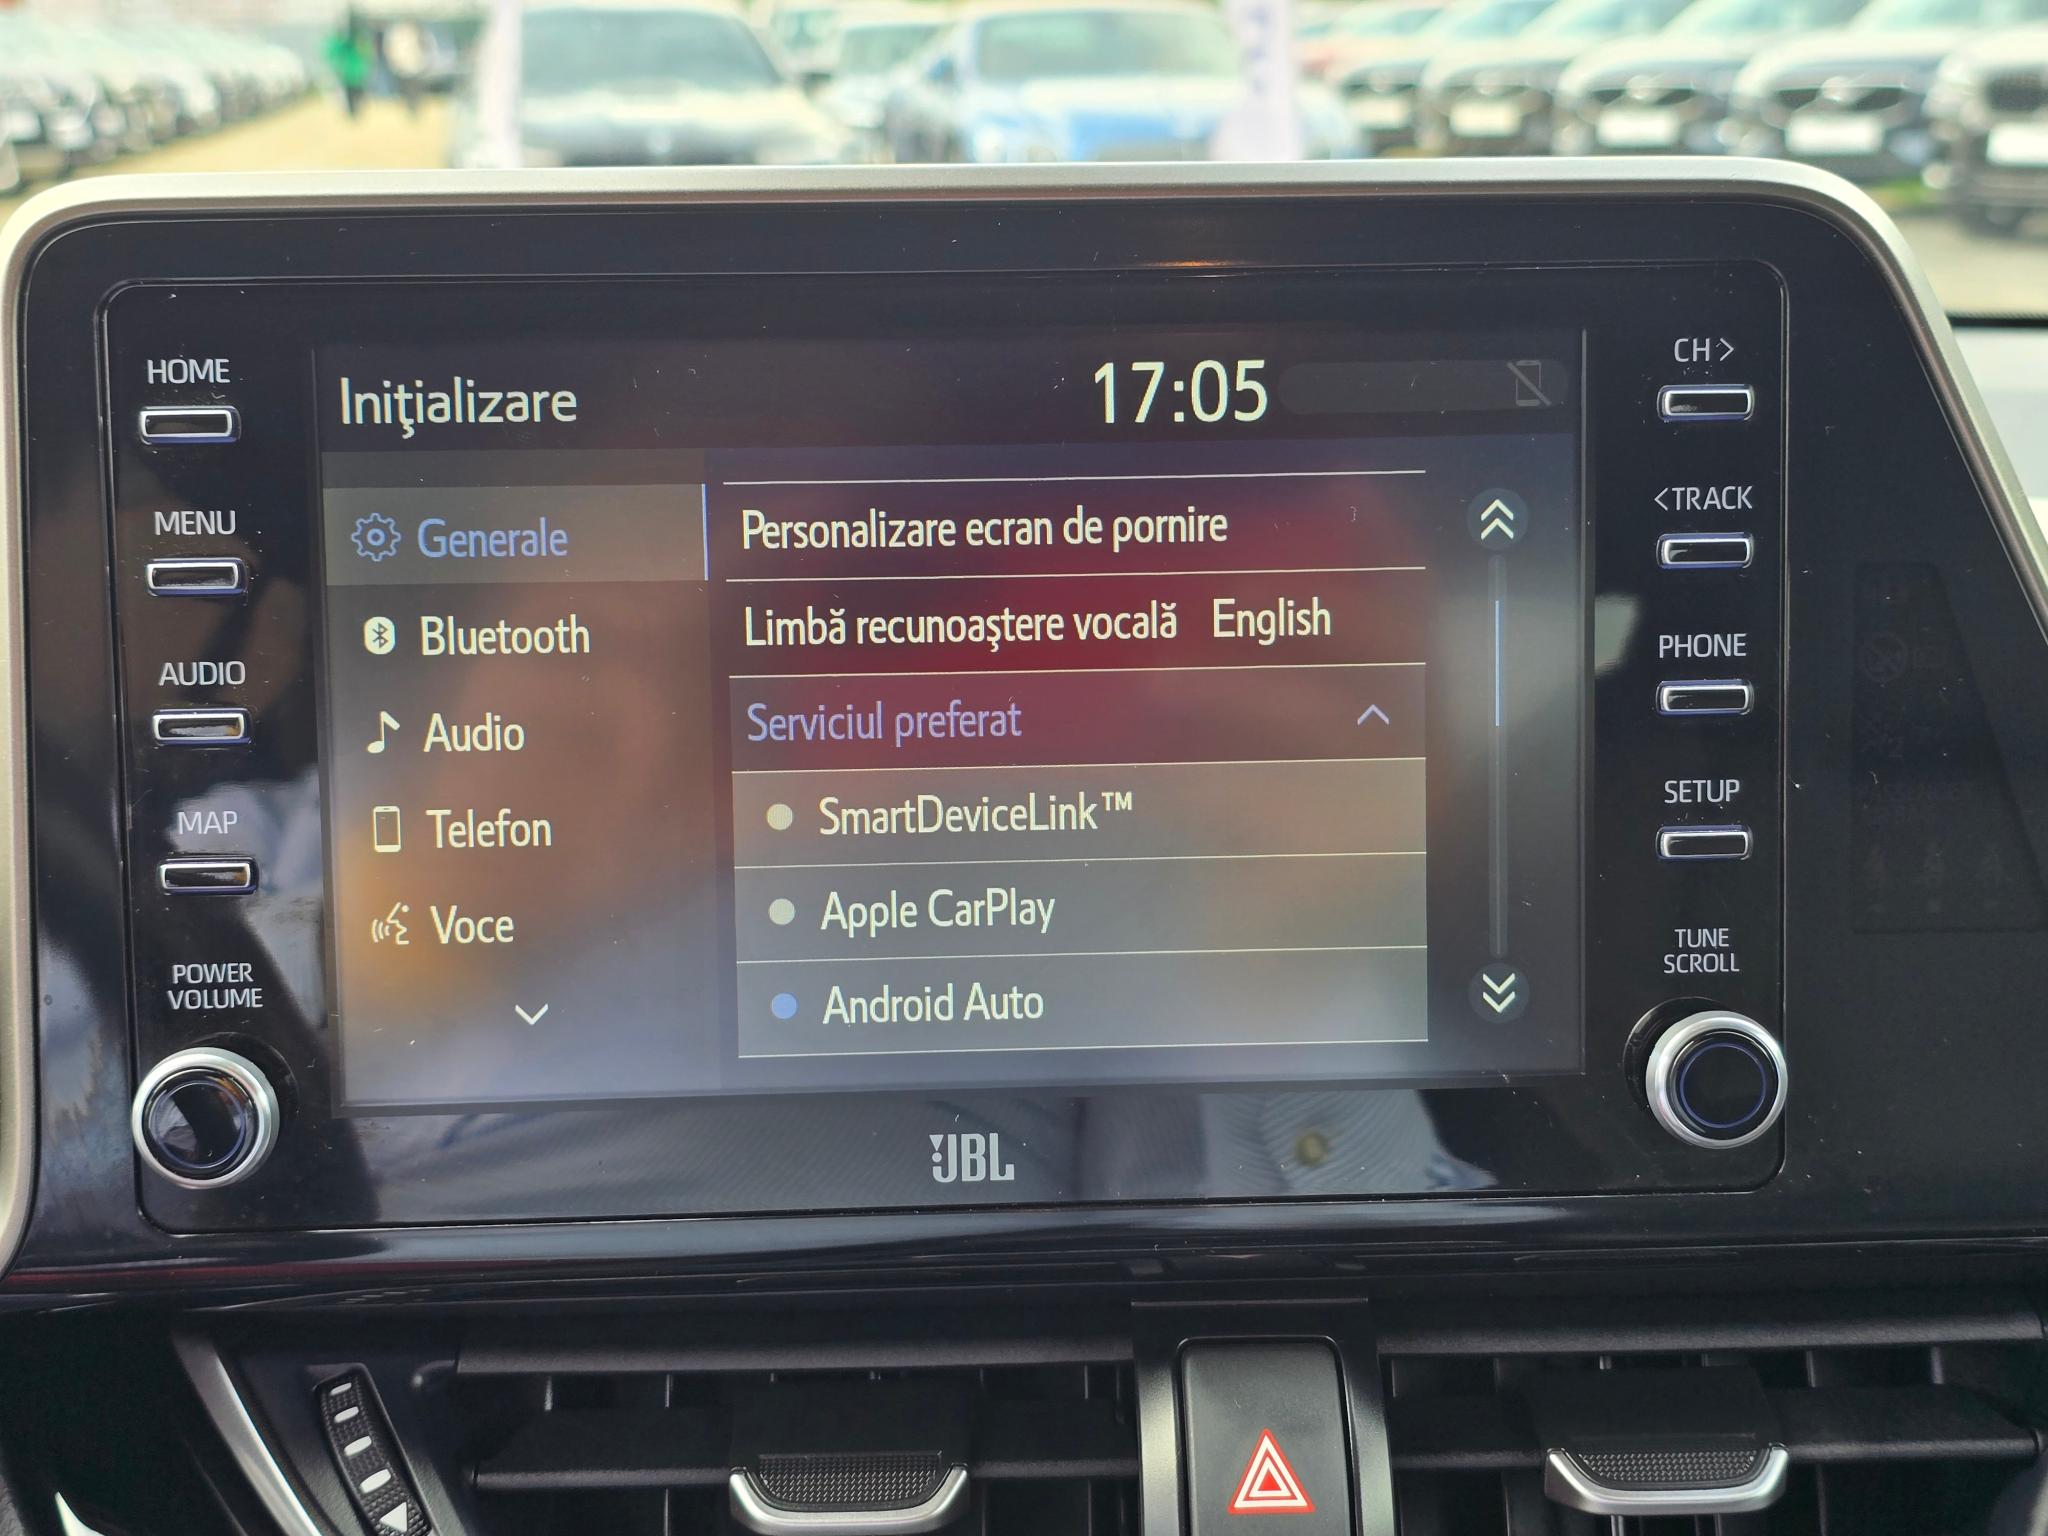 HOME
MENU
AUDIO
MAP
POWER
VOLUME
Iniţializare
17:05
Generale
Bluetooth
Audio
Telefon
Voce
Personalizare ecran de pornire
Limbă recunoaştere vocală English
Serviciul preferat
SmartDeviceLink™
Apple CarPlay
Android Auto
CH>
<TRACK
PHONE
SETUP
TUNE
SCROLL
JBL